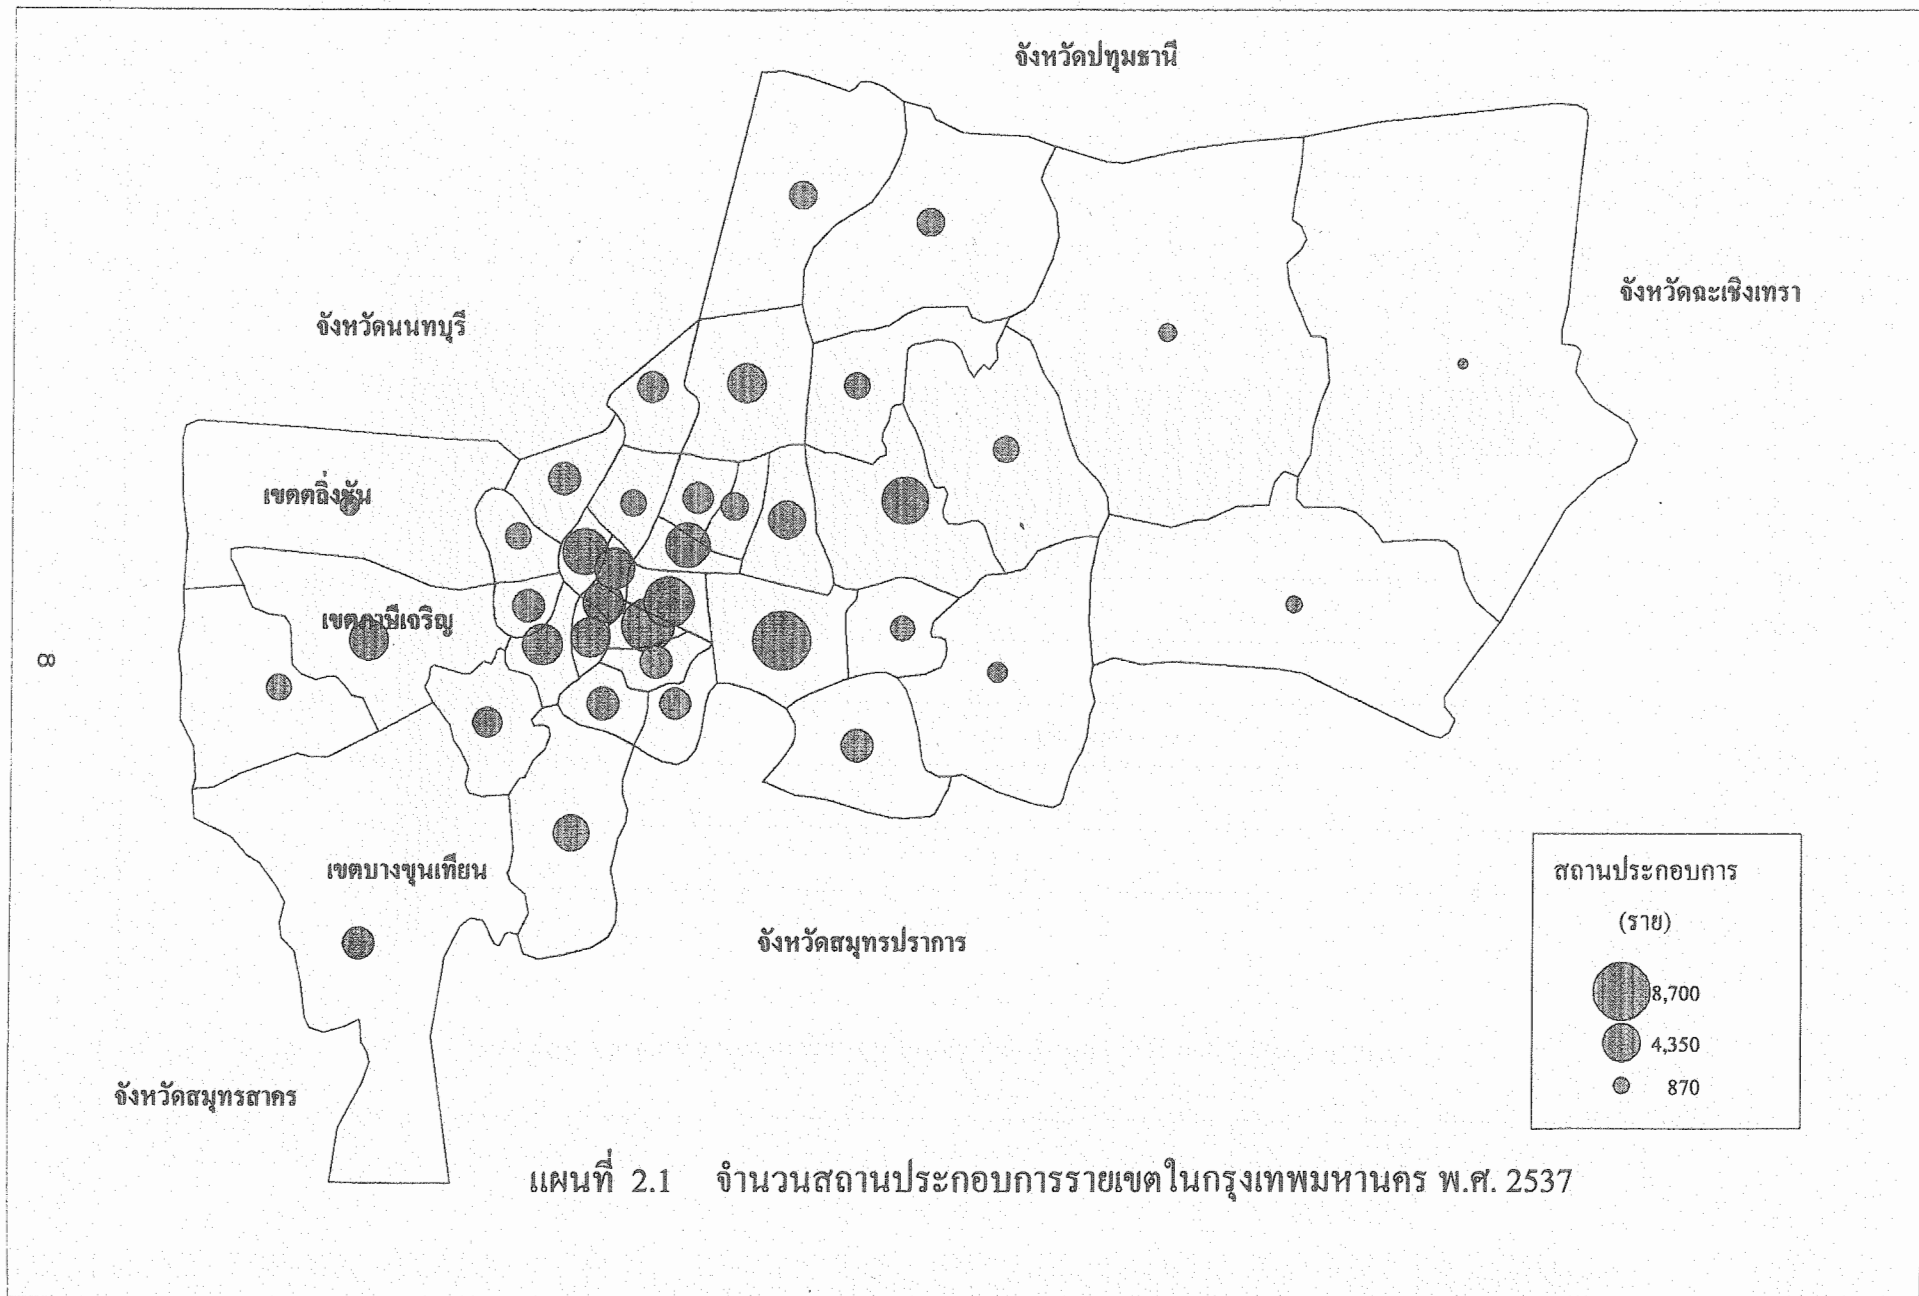 จังหวัดปทุมธานี
จังหวัดฉะเชิงเทรา
จังหวัดนนทบุรี
เขตตลิ่งชัน
เขตภาษีเจริญ
8
เขตบางขุนเทียน
จังหวัดสมุทรปราการ
จังหวัดสมุทรสาคร
สถานประกอบการ
(ราย)
8,700
4,350
870
แผนที่ 2.1 จำนวนสถานประกอบการรายเขตในกรุงเทพมหานคร พ.ศ. 2537